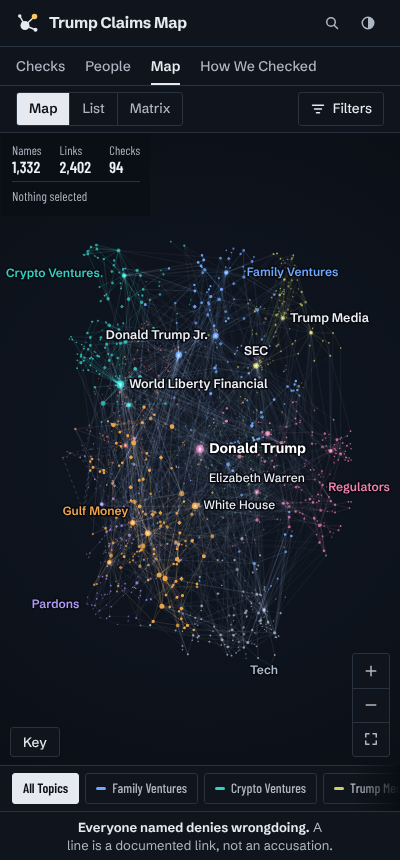 Trump Claims Map
Checks People Map How We Checked
Map List Matrix Filters
Names Links Checks
1,332 2,402 94
Nothing selected
Crypto Ventures
Family Ventures
Trump Media
Donald Trump Jr.
SEC
World Liberty Financial
Donald Trump
Elizabeth Warren
Regulators
White House
Gulf Money
Pardons
Tech
Key
All Topics Family Ventures Crypto Ventures Trump
Everyone named denies wrongdoing. A
line is a documented link, not an accusation.